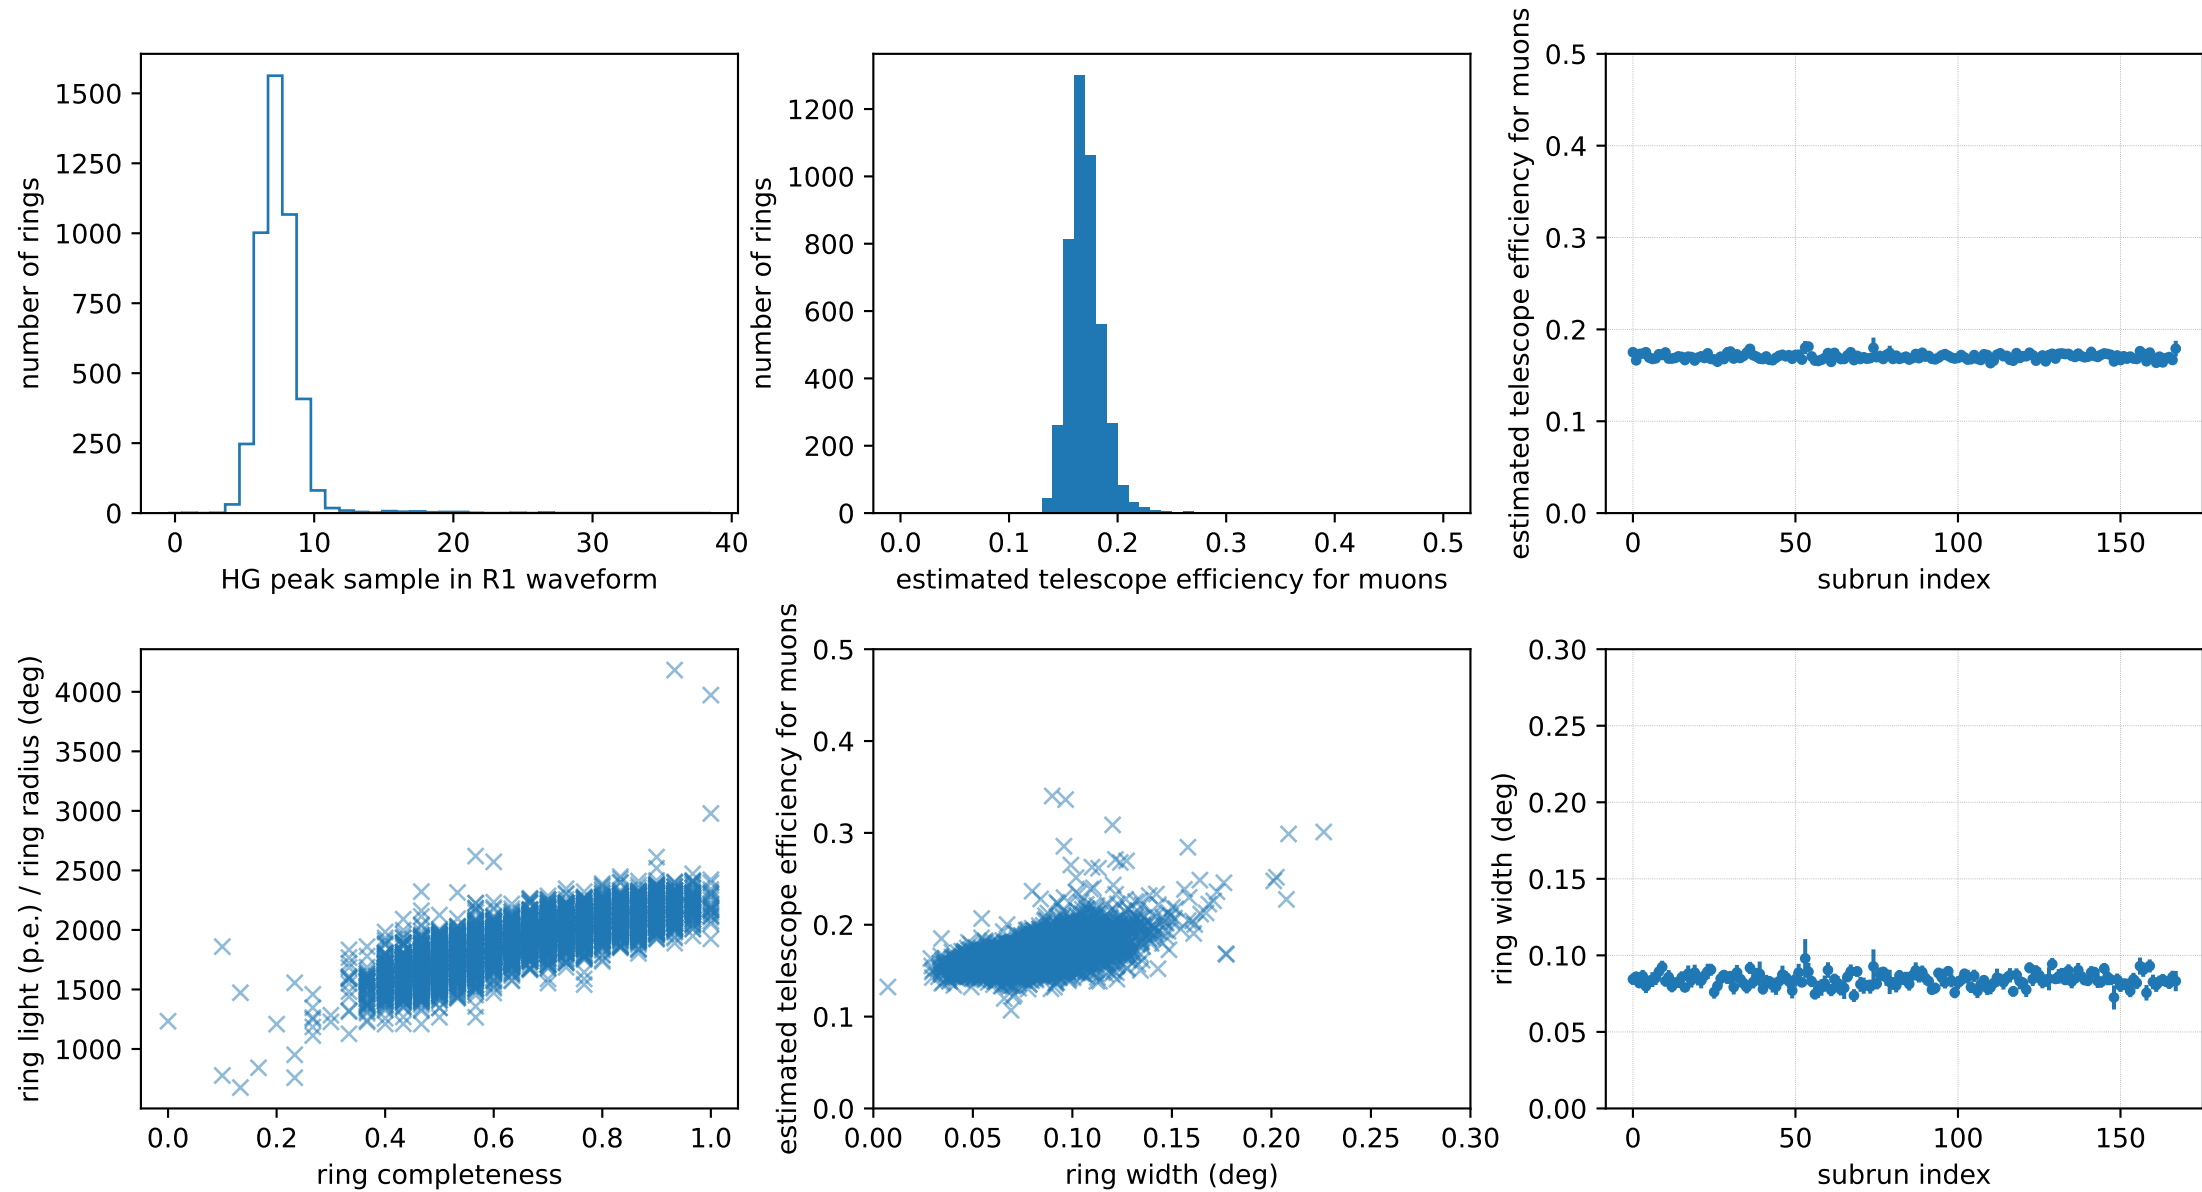 number of rings
1500
1250
1000
750
500
250
0
0 10 20 30 40
HG peak sample in R1 waveform
number of rings
1200
1000
800
600
400
200
0
0.0 0.1 0.2 0.3 0.4 0.5
estimated telescope efficiency for muons
estimated telescope efficiency for muons
0.5
0.4
0.3
0.2
0.1
0.0
0 50 100 150
subrun index
ring light (p.e.) / ring radius (deg)
4000
3500
3000
2500
2000
1500
1000
0.0 0.2 0.4 0.6 0.8 1.0
ring completeness
estimated telescope efficiency for muons
0.5
0.4
0.3
0.2
0.1
0.0
0.00 0.05 0.10 0.15 0.20 0.25 0.30
ring width (deg)
ring width (deg)
0.30
0.25
0.20
0.15
0.10
0.05
0.00
0 50 100 150
subrun index